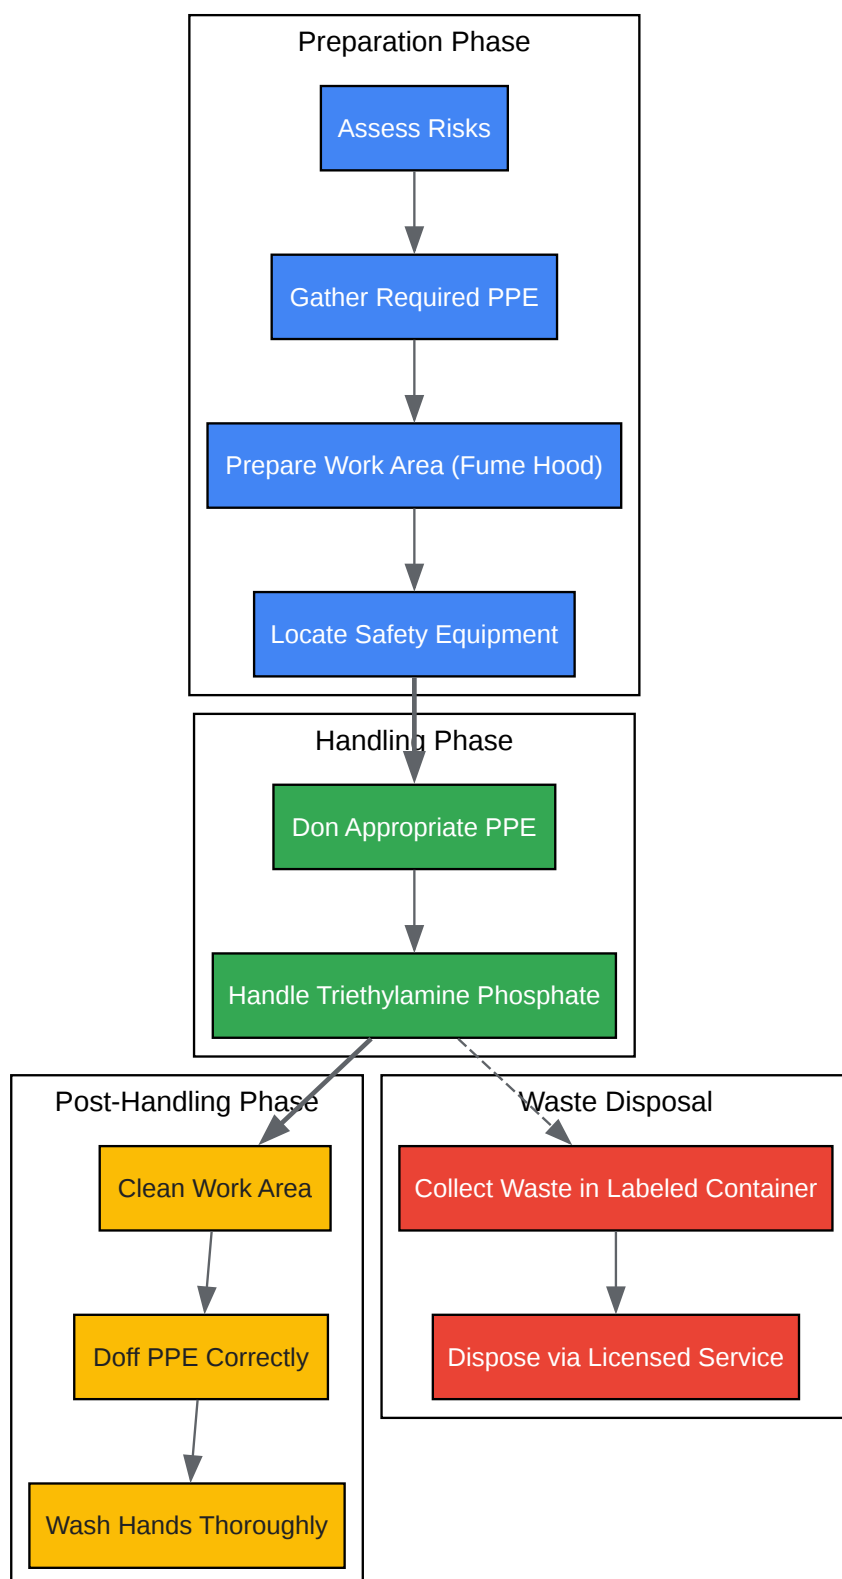 Preparation Phase
Assess Risks
Gather Required PPE
Prepare Work Area (Fume Hood)
Locate Safety Equipment
Handling Phase
Don Appropriate PPE
Handle Triethylamine Phosphate
Post-Handling Phase
Clean Work Area
Doff PPE Correctly
Wash Hands Thoroughly
Waste Disposal
Collect Waste in Labeled Container
Dispose via Licensed Service